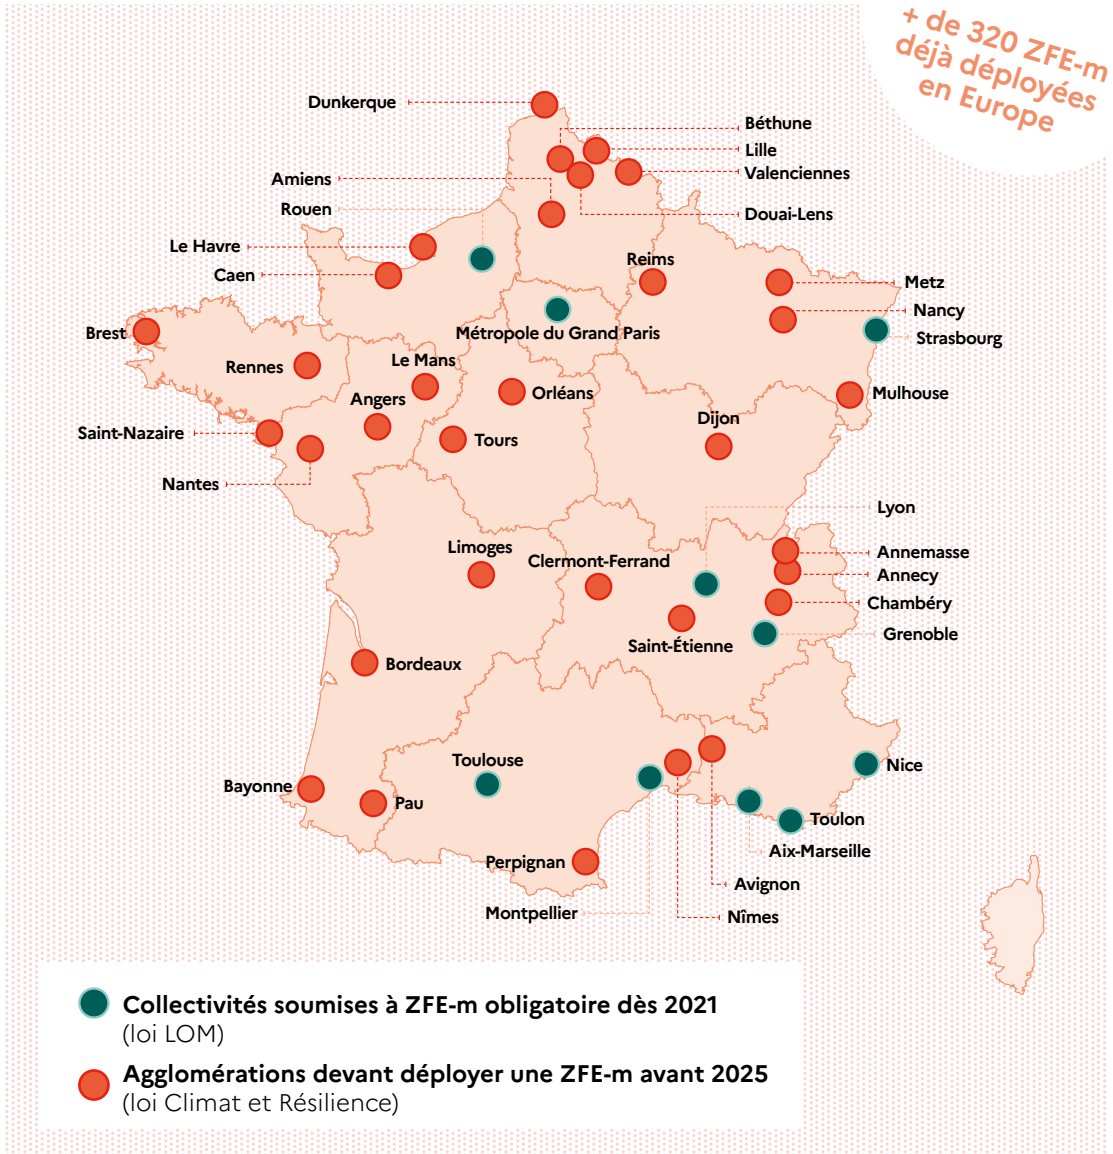 + de 320 ZFE-m
déjà déployées
en Europe
Dunkerque
Béthune
Lille
Valenciennes
Amiens
Rouen
Douai-Lens
Le Havre
Caen
Reims
Metz
Nancy
Strasbourg
Brest
Métropole du Grand Paris
Rennes
Le Mans
Angers
Orléans
Mulhouse
Saint-Nazaire
Tours
Dijon
Nantes
Lyon
Limoges
Clermont-Ferrand
Annemasse
Annecy
Chambéry
Grenoble
Saint-Étienne
Bordeaux
Toulouse
Nice
Bayonne
Pau
Toulon
Aix-Marseille
Perpignan
Avignon
Montpellier
Nîmes
Collectivités soumises à ZFE-m obligatoire dès 2021
(loi LOM)
Agglomérations devant déployer une ZFE-m avant 2025
(loi Climat et Résilience)